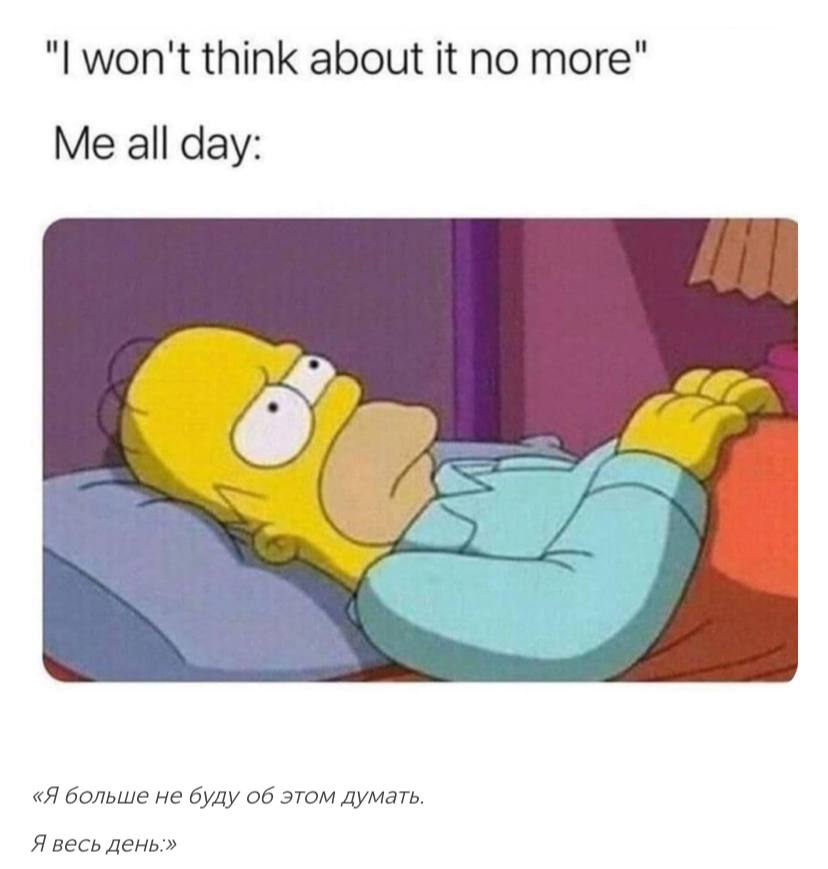 "I won't think about it no more"
Me all day:
«Я больше не буду об этом думать.
Я весь день:»